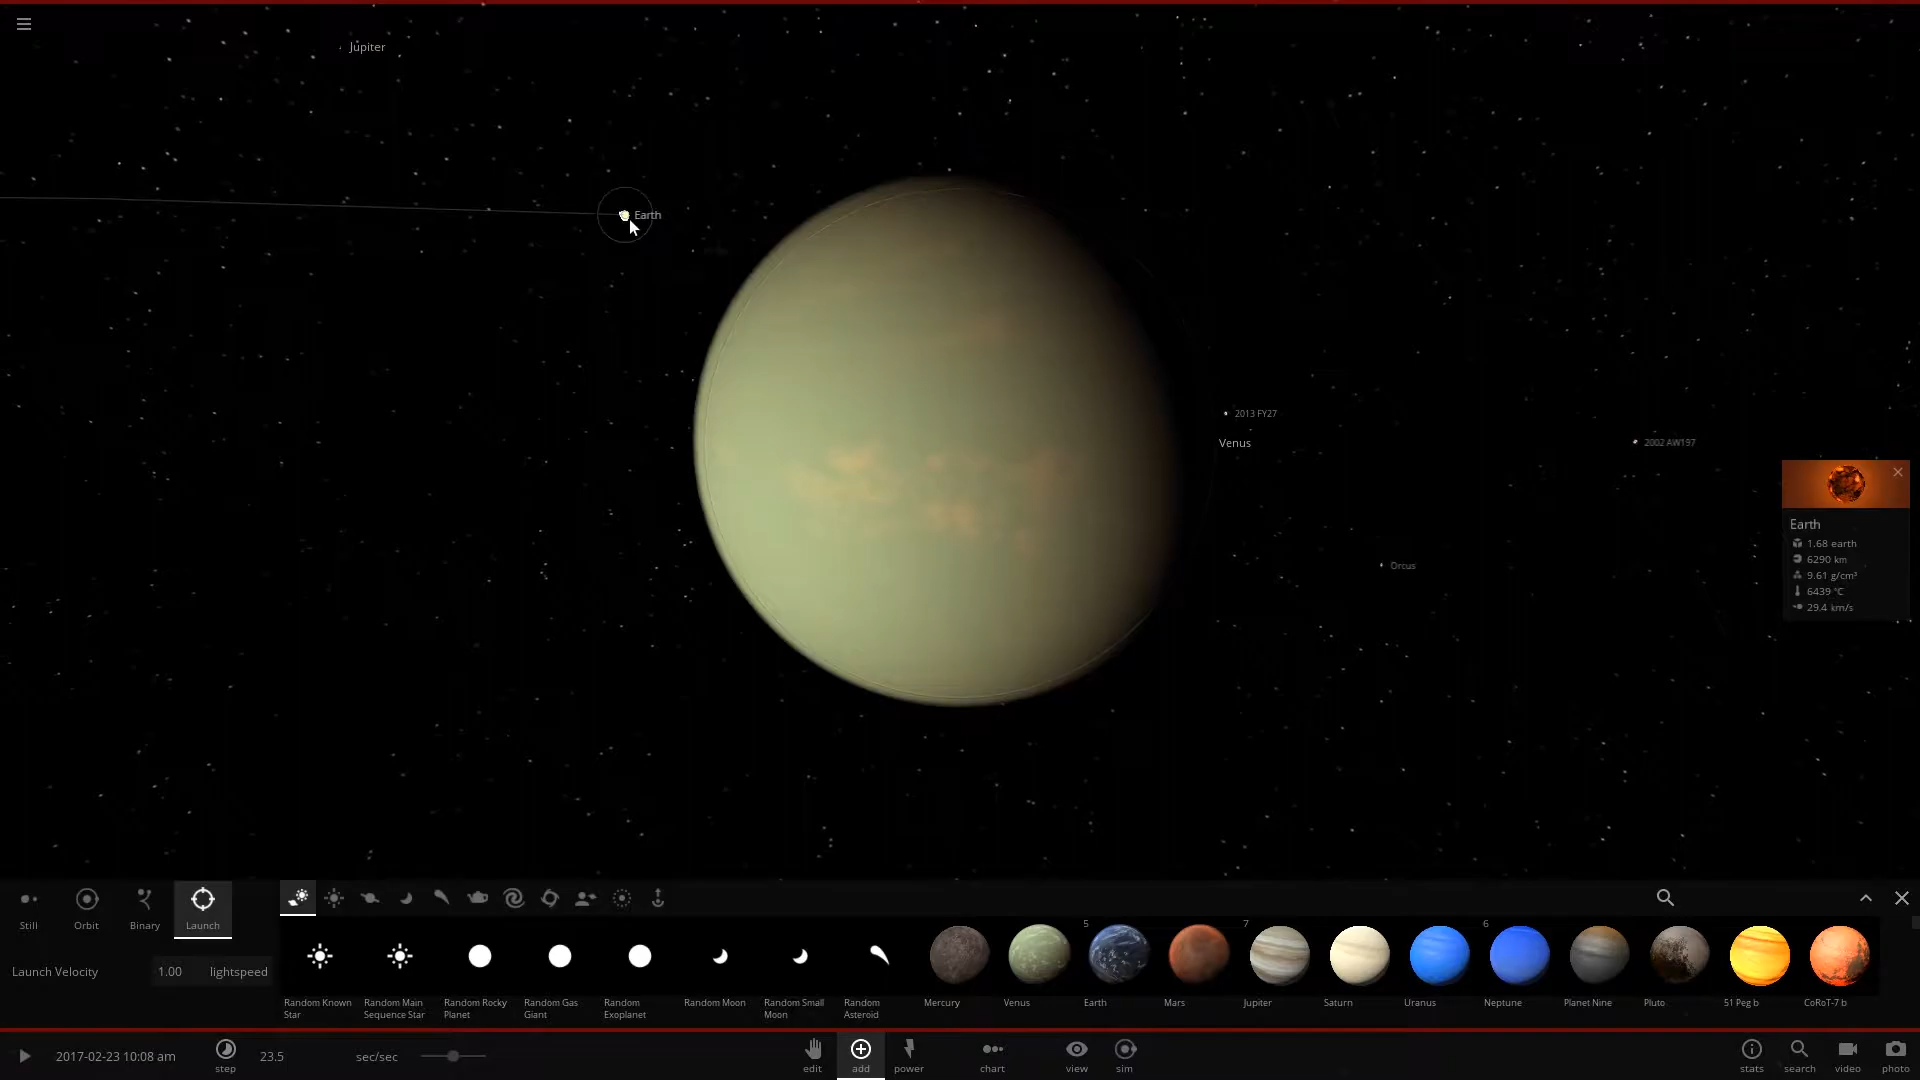 Jupiter
Earth
2013 FY27
Venus
2002 AW197
Orcus
Earth
1.68 earth
6290 km
9.61 g/cm³
6439 °C
29.4 km/s
Still
Orbit
Binary
Launch
Launch Velocity
1.00
lightspeed
5
7
6
Random Known Star
Random Main Sequence Star
Random Rocky Planet
Random Gas Giant
Random Exoplanet
Random Moon
Random Small Moon
Random Asteroid
Mercury
Venus
Earth
Mars
Jupiter
Saturn
Uranus
Neptune
Planet Nine
Pluto
51 Peg b
CoRoT-7 b
2017-02-23 10:08 am
step
23.5
sec/sec
edit
add
power
chart
view
sim
stats
search
video
photo